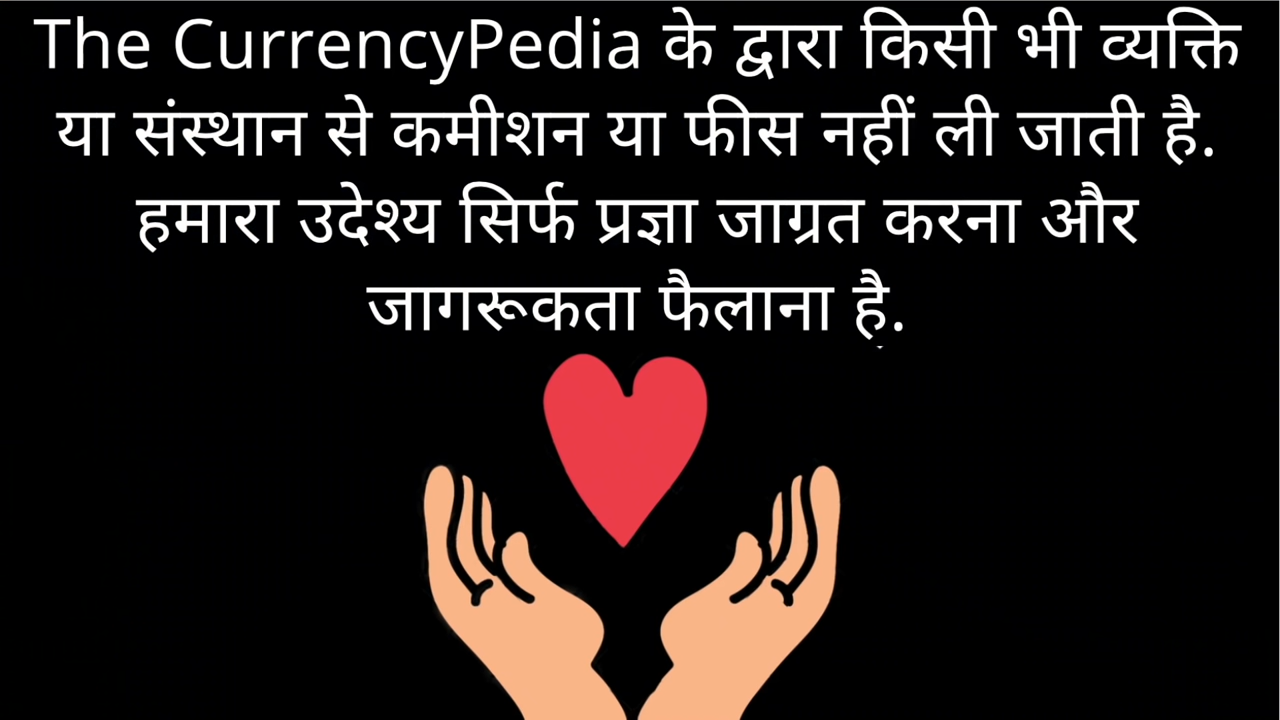 The CurrencyPedia के द्वारा किसी भी व्यक्ति
या संस्थान से कमीशन या फीस नहीं ली जाती है.
हमारा उदेश्य सिर्फ प्रज्ञा जाग्रत करना और
जागरूकता फैलाना है.